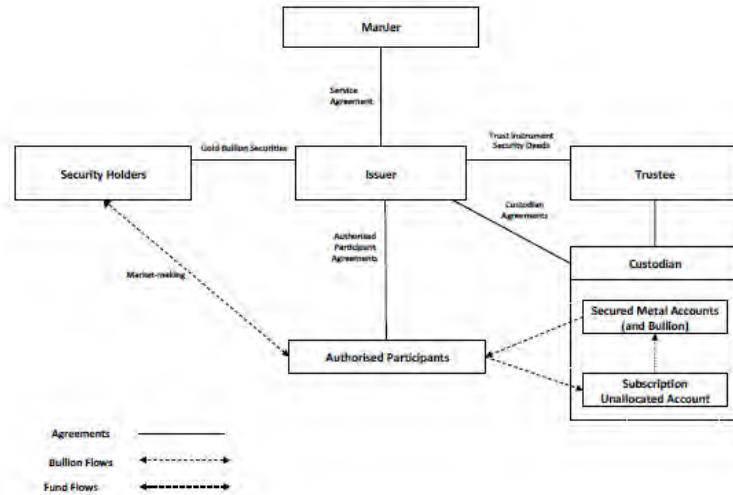 ManJer
Service
Agreement
Gold Bullion Securities
Trust Instrument
Security Deeds
Security Holders
Issuer
Trustee
Custodian
Agreements
Authorised
Participant
Agreements
Custodian
Market-making
Secured Metal Accounts
(and Bullion)
Authorised Participants
Subscription
Unallocated Account
Agreements
Bullion Flows
Fund Flows